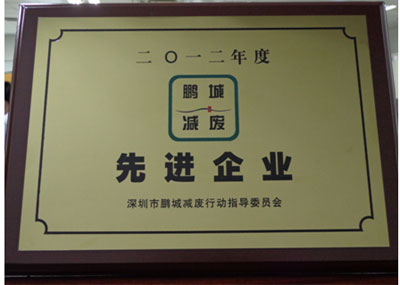 二〇一二年度
鹏城
减废
先进企业
深圳市鹏城减废行动指导委员会